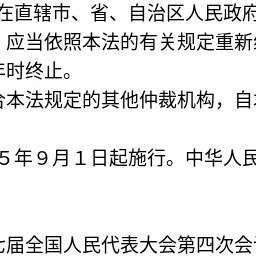 在直辖市、省、自治区人民政府
应当依照本法的有关规定重新
年时终止。
合本法规定的其他仲裁机构，自
５年９月１日起施行。中华人民
七届全国人民代表大会第四次会